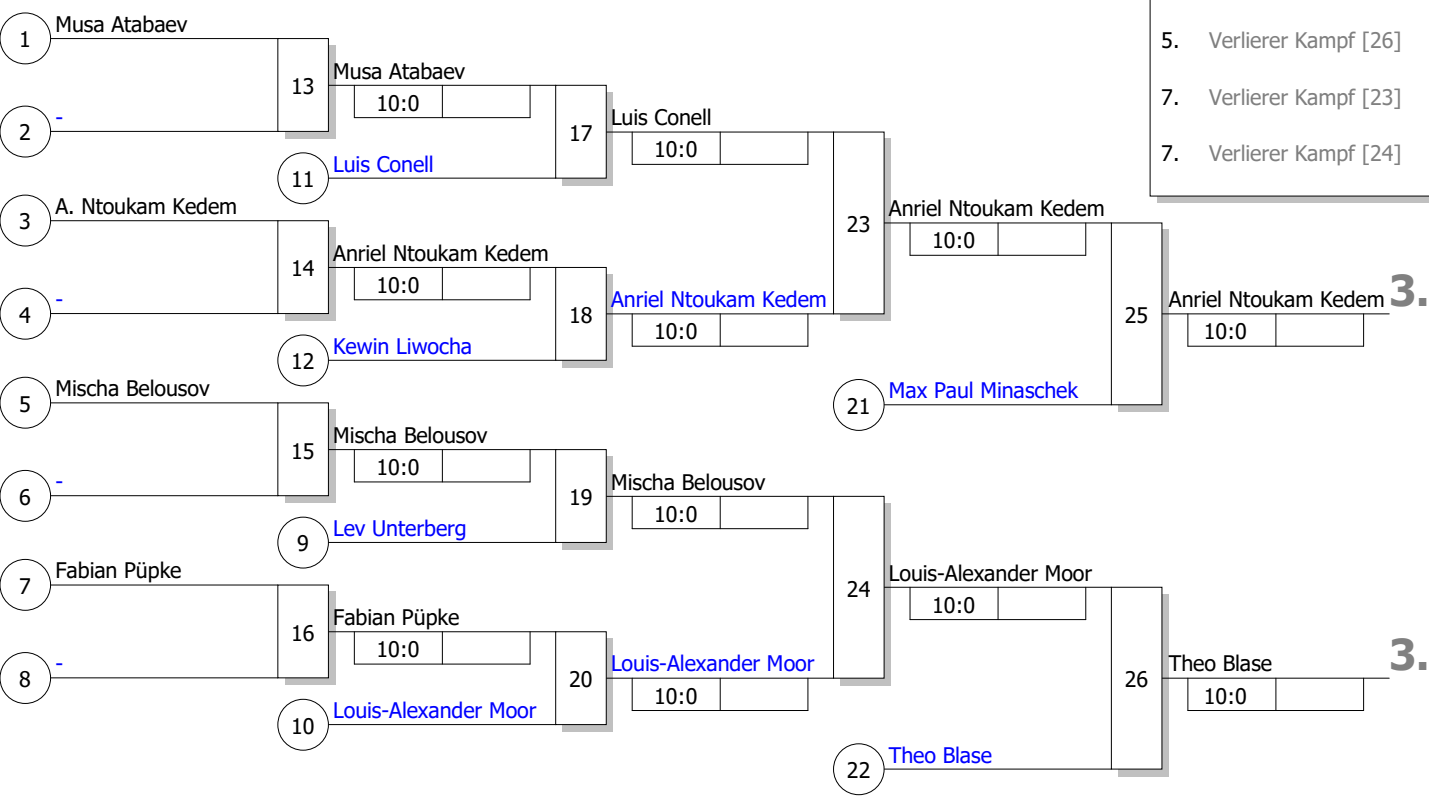 1 Musa Atabaev
5. Verlierer Kampf [26]
13 Musa Atabaev
10:0
7. Verlierer Kampf [23]
2 -
17 Luis Conell
10:0
7. Verlierer Kampf [24]
11 Luis Conell
3 A. Ntoukam Kedem
23 Anriel Ntoukam Kedem
10:0
14 Anriel Ntoukam Kedem
10:0
4 -
18 Anriel Ntoukam Kedem
10:0
25 Anriel Ntoukam Kedem 3.
10:0
12 Kewin Liwocha
5 Mischa Belousov
21 Max Paul Minaschek
15 Mischa Belousov
10:0
6 -
19 Mischa Belousov
10:0
9 Lev Unterberg
7 Fabian Püpke
24 Louis-Alexander Moor
10:0
16 Fabian Püpke
10:0
8 -
20 Louis-Alexander Moor
10:0
26 Theo Blase 3.
10:0
10 Louis-Alexander Moor
22 Theo Blase